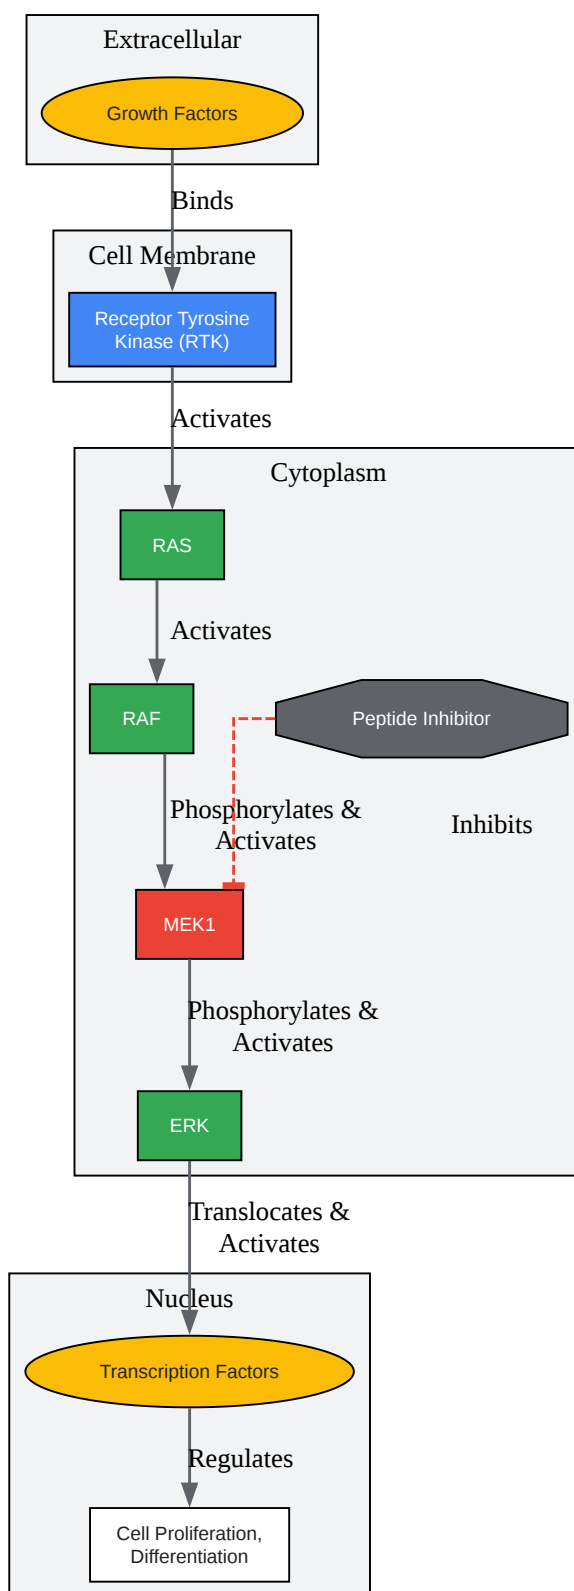 Extracellular
Growth Factors
Binds
Cell Membrane
Receptor Tyrosine
Kinase (RTK)
Activates
Cytoplasm
RAS
Activates
RAF
Peptide Inhibitor
Phosphorylates &
Activates
Inhibits
MEK1
Phosphorylates &
Activates
ERK
Translocates &
Activates
Nucleus
Transcription Factors
Regulates
Cell Proliferation,
Differentiation